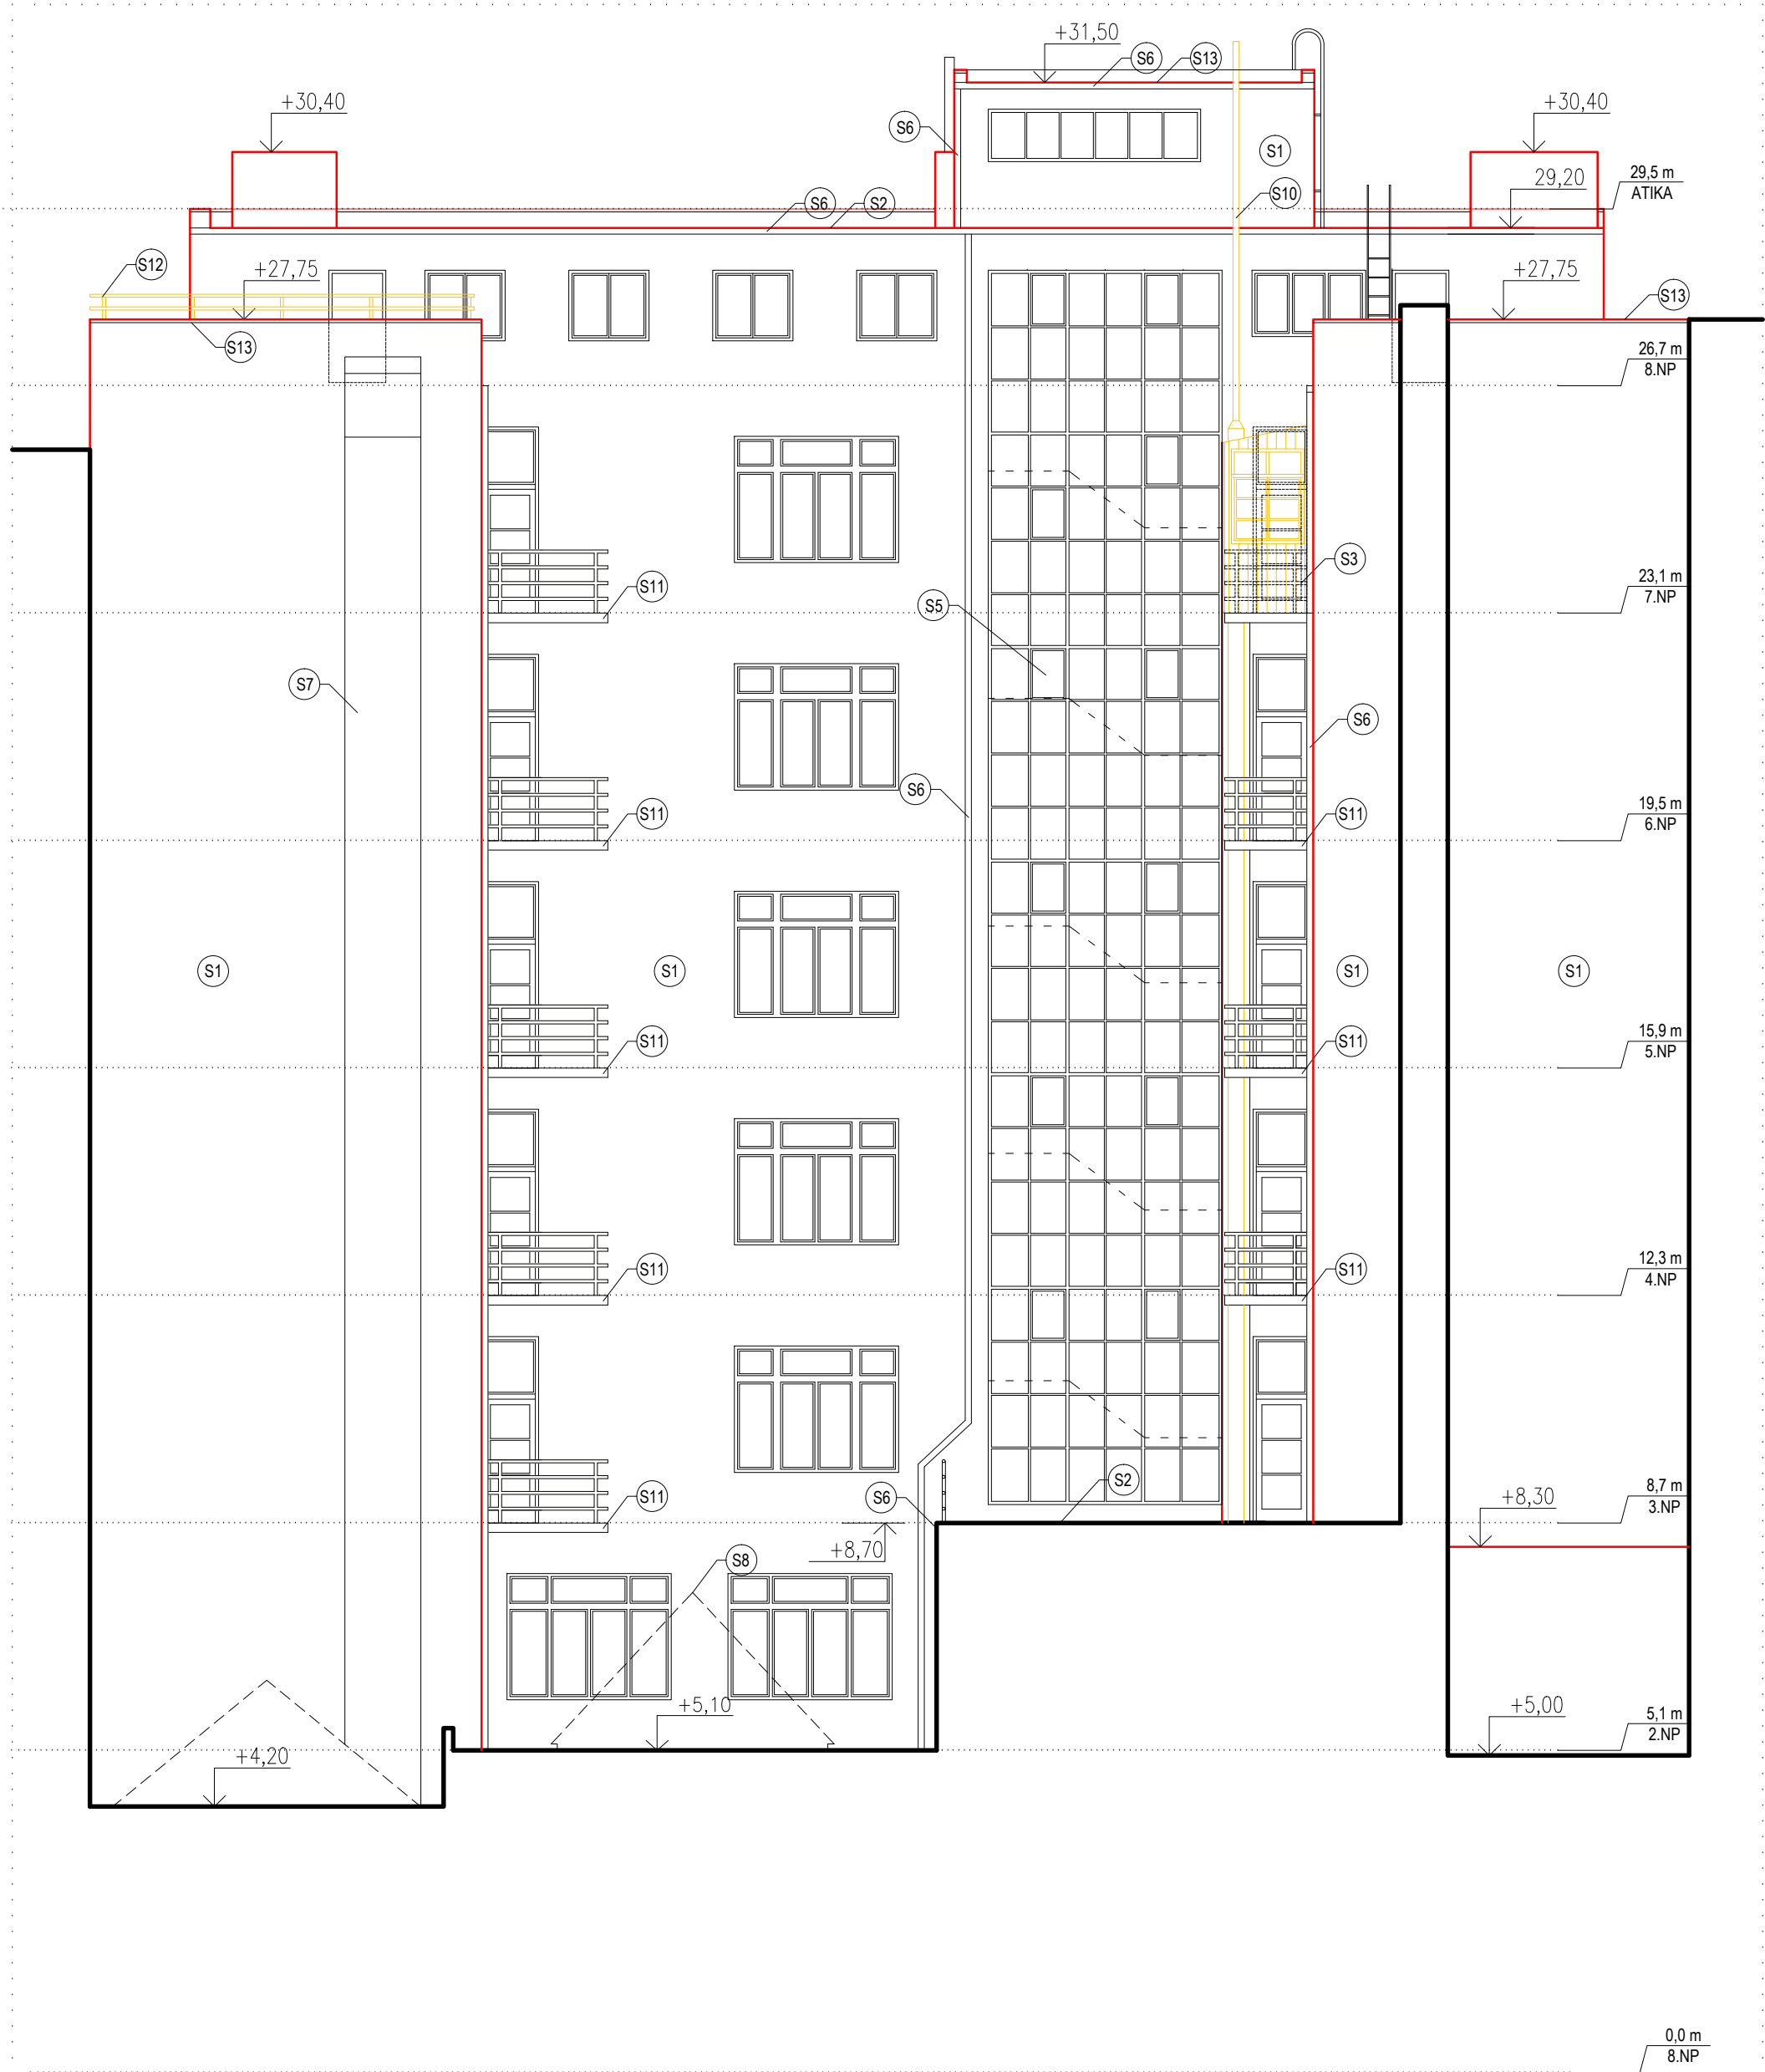 +31,50
S6
S13
+30,40
+30,40
S6
S1
29,5 m
ATIKA
29,20
S10
S6
S2
S12
+27,75
+27,75
S13
S13
26,7 m
8.NP
S3
S11
23,1 m
7.NP
S5
S7
S6
S6
S11
S11
19,5 m
6.NP
S1
S1
S1
S1
S11
S11
15,9 m
5.NP
S11
S11
12,3 m
4.NP
S2
S11
S6
+8,30
8,7 m
3.NP
+8,70
S8
+5,10
+5,00
5,1 m
2.NP
+4,20
0,0 m
8.NP